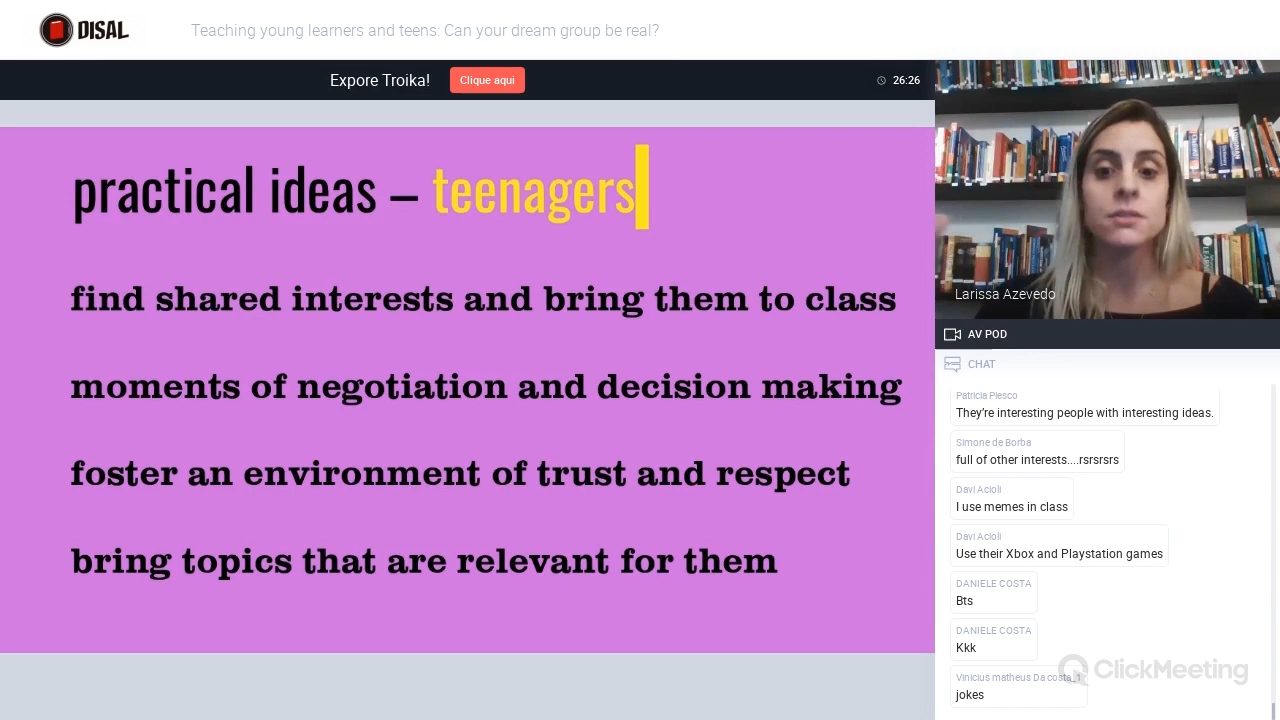 DISAL
Teaching young learners and teens: Can your dream group be real?
Expore Troika!
Clique aqui
26:26
practical ideas – teenagers
find shared interests and bring them to class
moments of negotiation and decision making
foster an environment of trust and respect
bring topics that are relevant for them
Larissa Azevedo
AV POD
CHAT
Patricia Plesco
They're interesting people with interesting ideas.
Simone de Borba
full of other interests....rsrsrsrs
Davi Acioli
I use memes in class
Davi Acioli
Use their Xbox and Playstation games
DANIELE COSTA
Bts
DANIELE COSTA
Kkk
Vinicius matheus Da costa_1
jokes
ClickMeeting